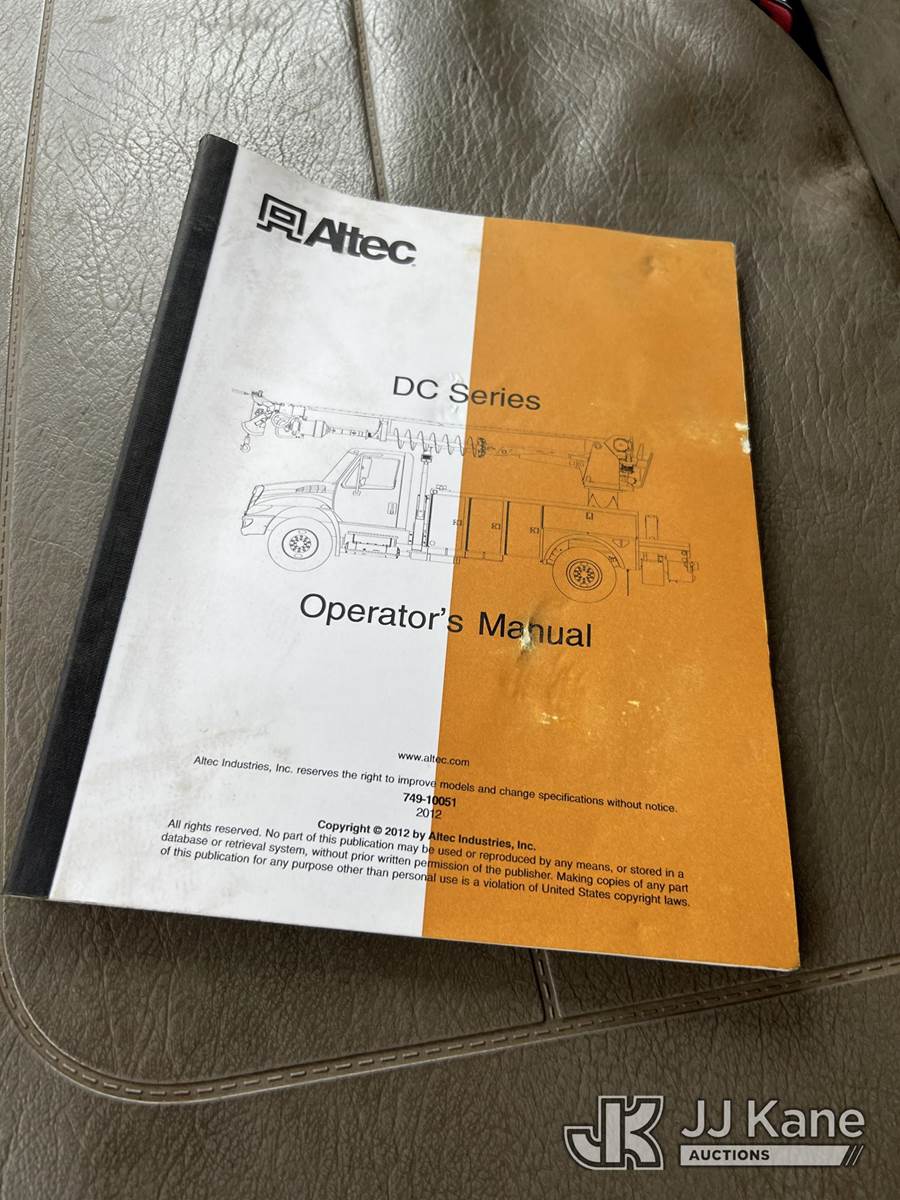 Altec
DC Series
Operator's Manual
www.altec.com
Altec Industries, Inc. reserves the right to improve models and change specifications without notice.
749-10051
2012
Copyright © 2012 by Altec Industries, Inc.
All rights reserved. No part of this publication may be used or reproduced by any means, or stored in a
database or retrieval system, without prior written permission of the publisher. Making copies of any part
of this publication for any purpose other than personal use is a violation of United States copyright laws.
JK JJ Kane
AUCTIONS